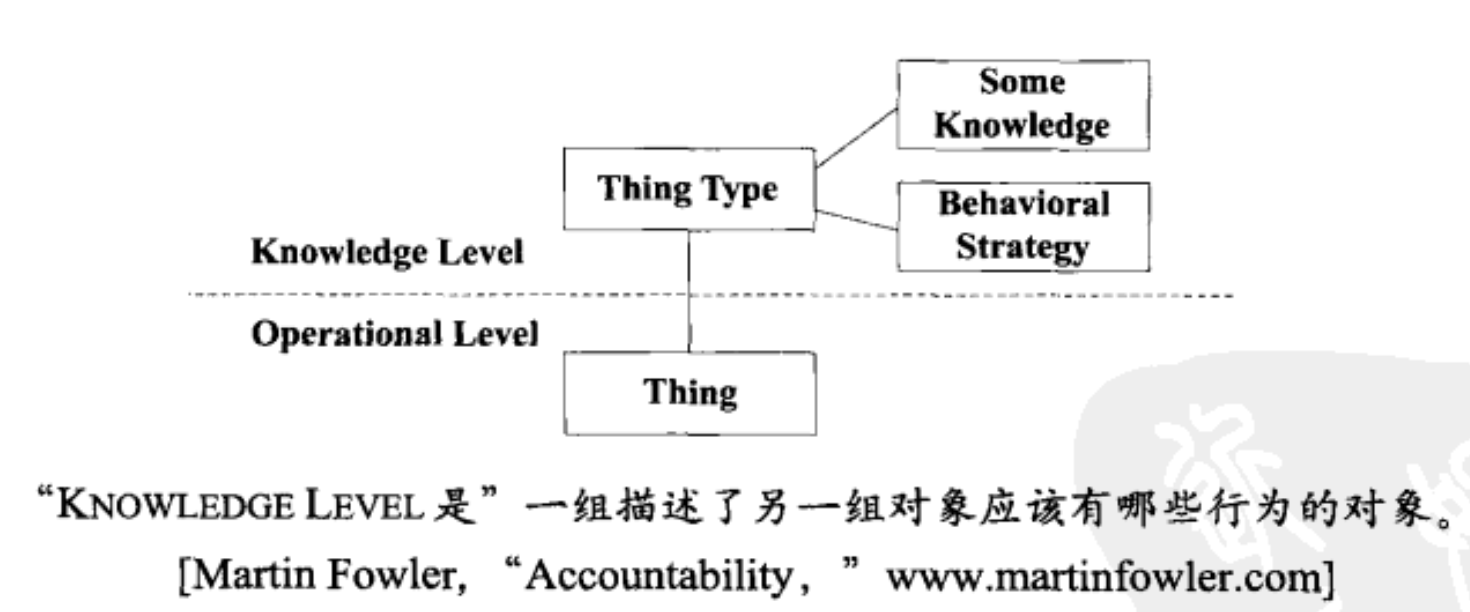 Some
Knowledge
Thing Type
Behavioral
Strategy
Knowledge Level
Operational Level
Thing
“KNOWLEDGE LEVEL 是”一组描述了另一组对象应该有哪些行为的对象。
[Martin Fowler, “Accountability, ” www.martinfowler.com]